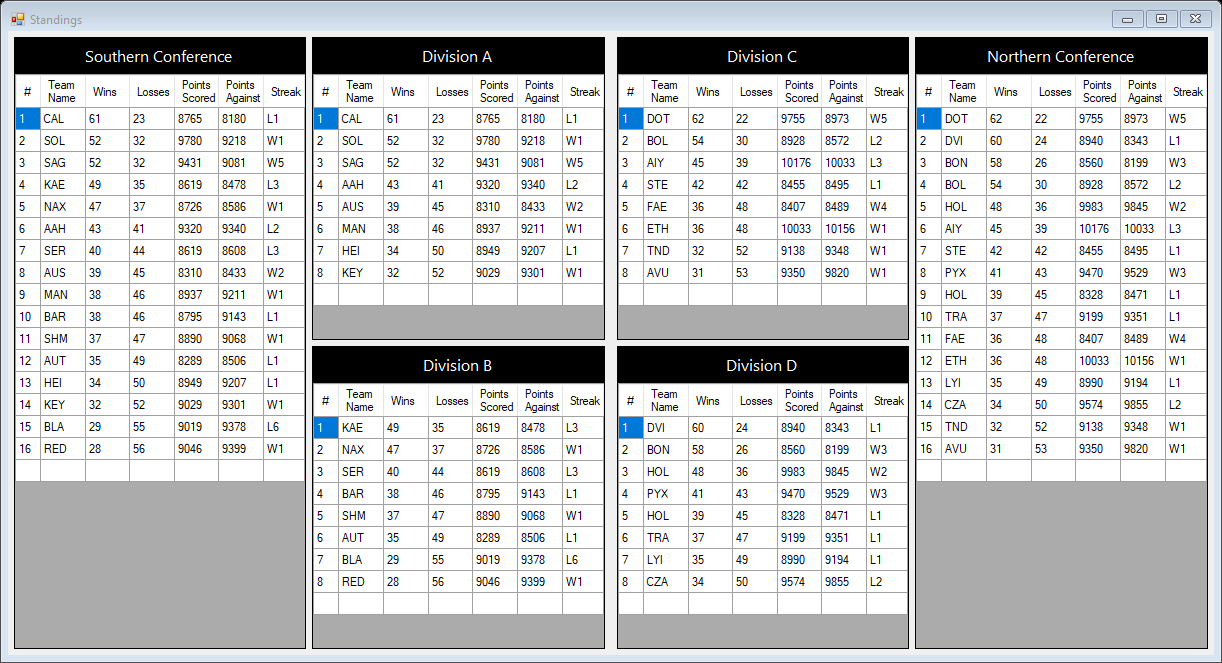 Standings
Southern Conference
# Team Name Wins Losses Points Scored Points Against Streak
1 CAL 61 23 8765 8180 L1
2 SOL 52 32 9780 9218 W1
3 SAG 52 32 9431 9081 W5
4 KAE 49 35 8619 8478 L3
5 NAX 47 37 8726 8586 W1
6 AAH 43 41 9320 9340 L2
7 SER 40 44 8619 8608 L3
8 AUS 39 45 8310 8433 W2
9 MAN 38 46 8937 9211 W1
10 BAR 38 46 8795 9143 L1
11 SHM 37 47 8890 9068 W1
12 AUT 35 49 8289 8506 L1
13 HEI 34 50 8949 9207 L1
14 KEY 32 52 9029 9301 W1
15 BLA 29 55 9019 9378 L6
16 RED 28 56 9046 9399 W1
Division A
# Team Name Wins Losses Points Scored Points Against Streak
1 CAL 61 23 8765 8180 L1
2 SOL 52 32 9780 9218 W1
3 SAG 52 32 9431 9081 W5
4 AAH 43 41 9320 9340 L2
5 AUS 39 45 8310 8433 W2
6 MAN 38 46 8937 9211 W1
7 HEI 34 50 8949 9207 L1
8 KEY 32 52 9029 9301 W1
Division B
# Team Name Wins Losses Points Scored Points Against Streak
1 KAE 49 35 8619 8478 L3
2 NAX 47 37 8726 8586 W1
3 SER 40 44 8619 8608 L3
4 BAR 38 46 8795 9143 L1
5 SHM 37 47 8890 9068 W1
6 AUT 35 49 8289 8506 L1
7 BLA 29 55 9019 9378 L6
8 RED 28 56 9046 9399 W1
Division C
# Team Name Wins Losses Points Scored Points Against Streak
1 DOT 62 22 9755 8973 W5
2 BOL 54 30 8928 8572 L2
3 AIY 45 39 10176 10033 L3
4 STE 42 42 8455 8495 L1
5 FAE 36 48 8407 8489 W4
6 ETH 36 48 10033 10156 W1
7 TND 32 52 9138 9348 W1
8 AVU 31 53 9350 9820 W1
Division D
# Team Name Wins Losses Points Scored Points Against Streak
1 DVI 60 24 8940 8343 L1
2 BON 58 26 8560 8199 W3
3 HOL 48 36 9983 9845 W2
4 PYX 41 43 9470 9529 W3
5 HOL 39 45 8328 8471 L1
6 TRA 37 47 9199 9351 L1
7 LYI 35 49 8990 9194 L1
8 CZA 34 50 9574 9855 L2
Northern Conference
# Team Name Wins Losses Points Scored Points Against Streak
1 DOT 62 22 9755 8973 W5
2 DVI 60 24 8940 8343 L1
3 BON 58 26 8560 8199 W3
4 BOL 54 30 8928 8572 L2
5 HOL 48 36 9983 9845 W2
6 AIY 45 39 10176 10033 L3
7 STE 42 42 8455 8495 L1
8 PYX 41 43 9470 9529 W3
9 HOL 39 45 8328 8471 L1
10 TRA 37 47 9199 9351 L1
11 FAE 36 48 8407 8489 W4
12 ETH 36 48 10033 10156 W1
13 LYI 35 49 8990 9194 L1
14 CZA 34 50 9574 9855 L2
15 TND 32 52 9138 9348 W1
16 AVU 31 53 9350 9820 W1